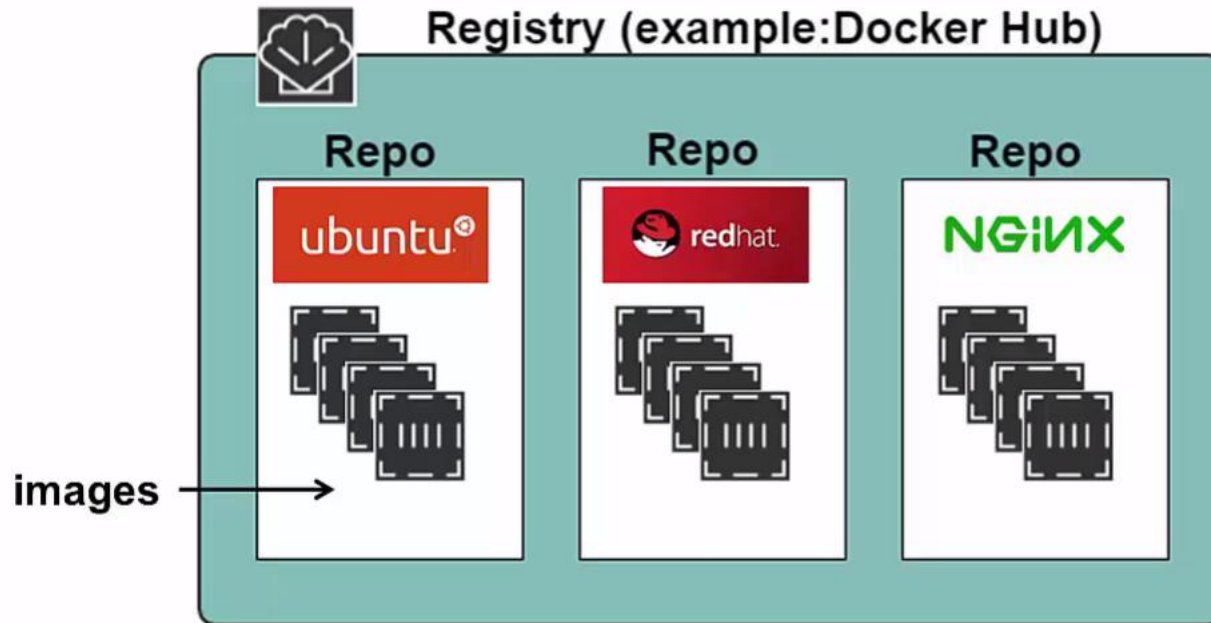 Registry (example:Docker Hub)
Repo
Repo
Repo
ubuntu
redhat.
NGiNX
images